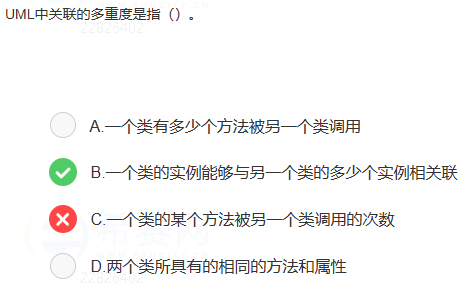 UML中关联的多重度是指（）。
A.一个类有多少个方法被另一个类调用
B.一个类的实例能够与另一个类的多少个实例相关联
C.一个类的某个方法被另一个类调用的次数
D.两个类所具有的相同的方法和属性